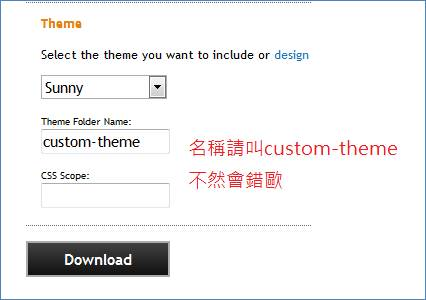 Theme
Select the theme you want to include or design
Sunny
Theme Folder Name:
custom-theme
名稱請叫custom-theme
不然會錯歐
CSS Scope:
Download